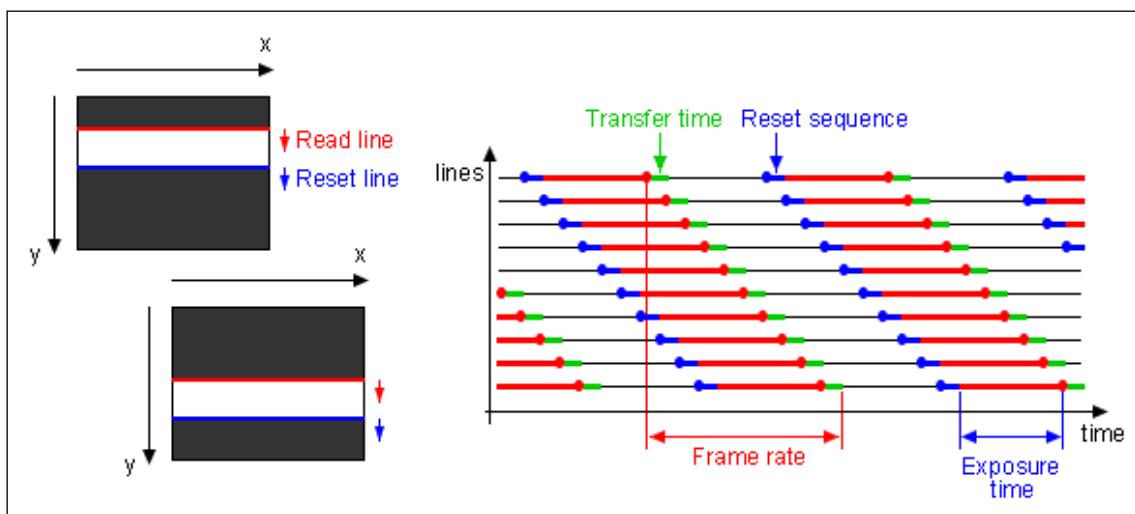 x
Read line
Reset line
y
x
y
Transfer time
Reset sequence
lines
time
Frame rate
Exposure
time